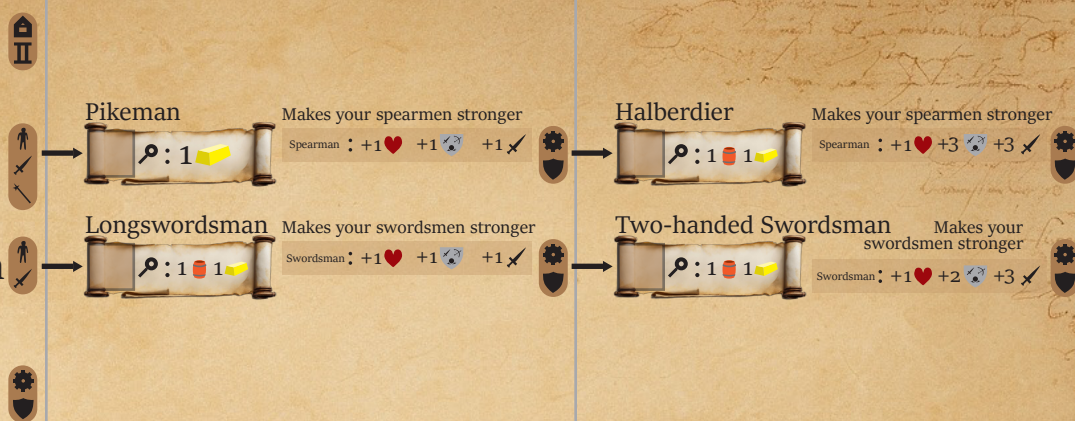 Pikeman
Makes your spearmen stronger
: 1
Spearman : +1 +1 +1
Halberdier
Makes your spearmen stronger
: 1 1
Spearman : +1 +3 +3
Longswordsman
Makes your swordsmen stronger
: 1 1
Swordsman : +1 +1 +1
Two-handed Swordsman
Makes your
swordsmen stronger
: 1 1
Swordsman : +1 +2 +3